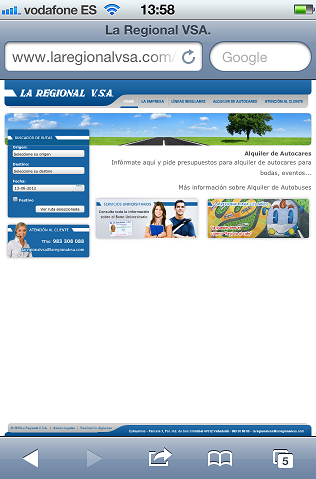 vodafone ES
13:58
La Regional VSA.
www.laregionalvsa.com/
Google
LA REGIONAL V.S.A.
HOME
LA EMPRESA
LÍNEAS REGULARES
ALQUILER DE AUTOCARES
ATENCIÓN AL CLIENTE
BUSCADOR DE RUTAS
Origen:
Seleccione su origen
Destino:
Seleccione su destino
Fecha:
13-06-2012
Festivo
Ver ruta seleccionada
Alquiler de Autocares
Infórmate aquí y pide presupuestos para alquiler de autocares para
bodas, eventos...
Más información sobre Alquiler de Autobuses
ATENCIÓN AL CLIENTE
Tfno: 983 308 088
laregionalvsa@laregionalvsa.com
SERVICIOS UNIVERSITARIOS
Consulta toda la información
sobre el Bono Universitario
5